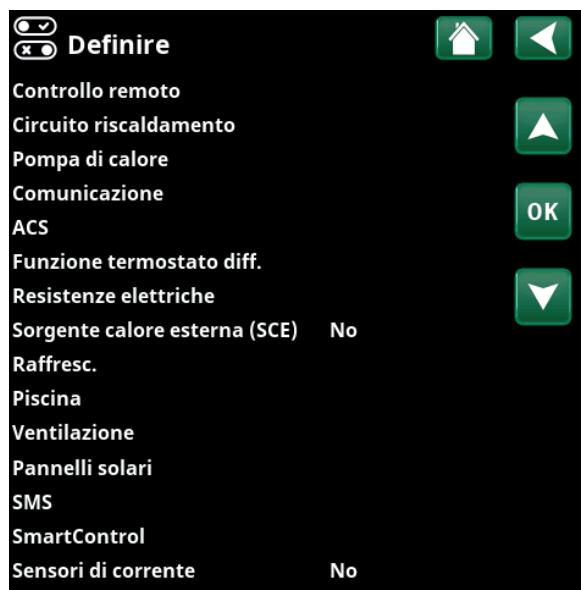 Definire
Controllo remoto
Circuito riscaldamento
Pompa di calore
Comunicazione
ACS
OK
Funzione termostato diff.
Resistenze elettriche
Sorgente calore esterna (SCE) No
Raffresc.
Piscina
Ventilazione
Pannelli solari
SMS
SmartControl
Sensori di corrente No